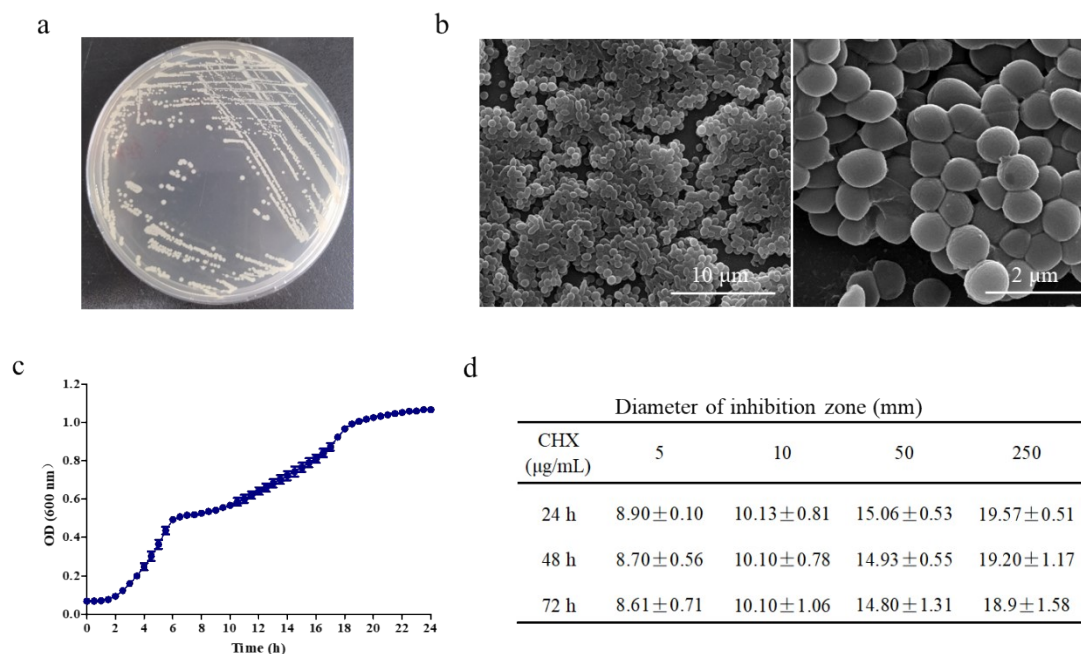 a
b
10 μm
2 μm
c
1.2
1.0
0.8
0.6
0.4
0.2
0.0
OD (600 nm)
0 2 4 6 8 10 12 14 16 18 20 22 24
Time (h)
d
Diameter of inhibition zone (mm)
CHX (μg/mL) 5 10 50 250
24 h 8.90±0.10 10.13±0.81 15.06±0.53 19.57±0.51
48 h 8.70±0.56 10.10±0.78 14.93±0.55 19.20±1.17
72 h 8.61±0.71 10.10±1.06 14.80±1.31 18.9±1.58